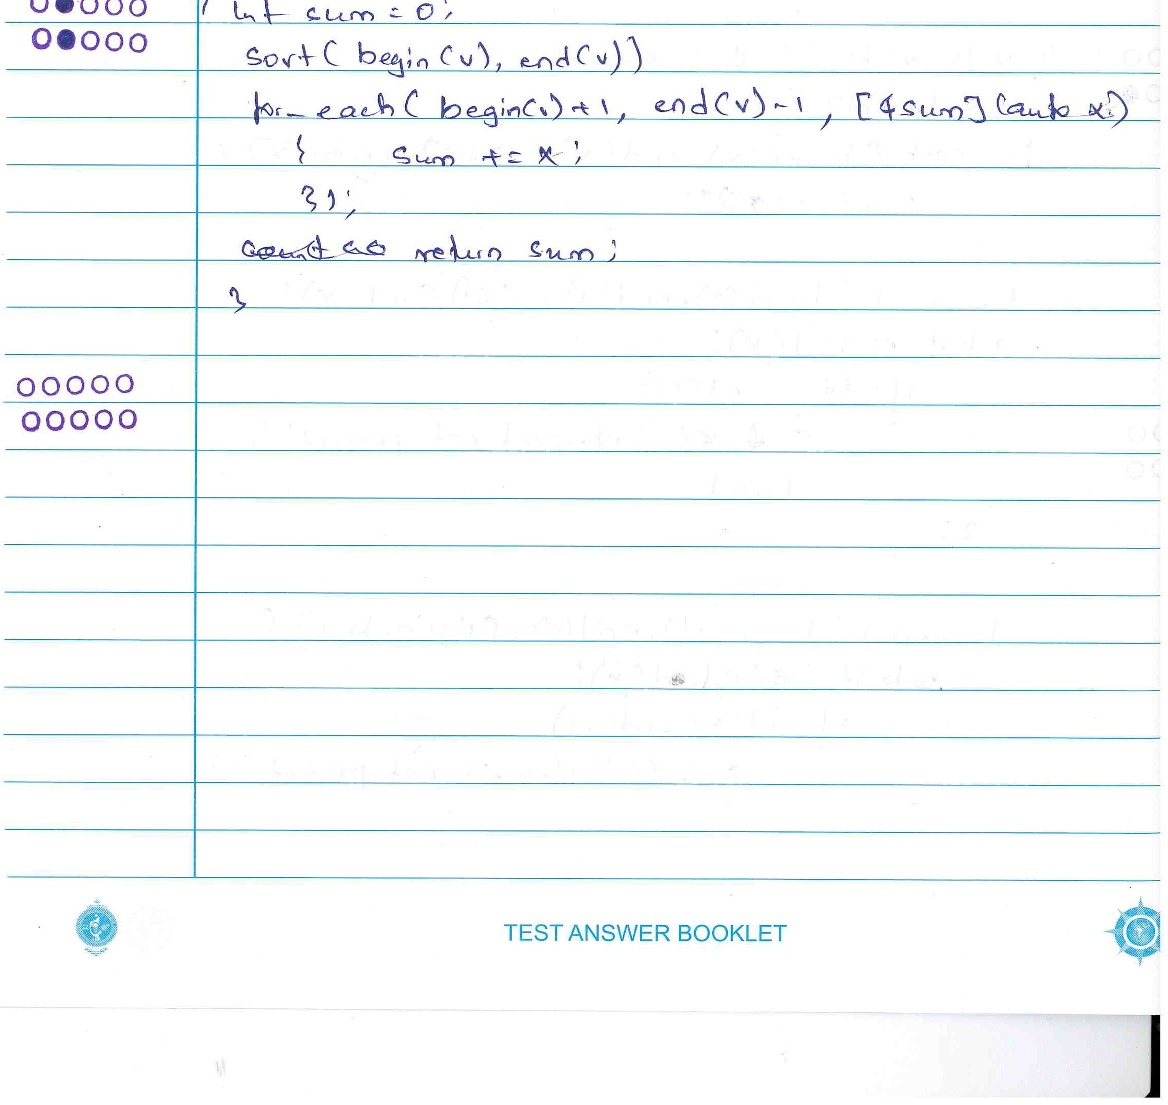 int sum = 0;
sort( begin(v), end(v))
for_each( begin(v)+1, end(v)-1, [&sum](auto x)
{ sum += x;
});
return sum;
}
TEST ANSWER BOOKLET